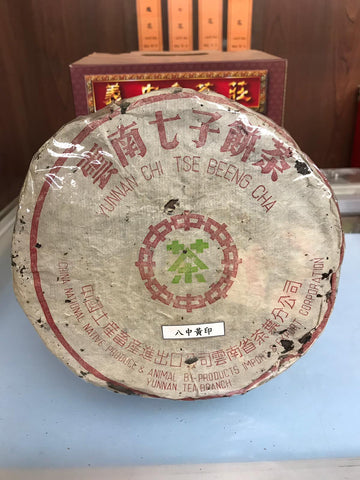 雲南七子餅茶
YUNNAN CHI TSE BEENG CHA
茶
八中黃印
中國土產畜產進出口公司雲南省茶葉分公司
CHINA NATIONAL NATIVE PRODUCE & ANIMAL BY-PRODUCTS IMPORT CORPORATION
YUNNAN TEA BRANCH